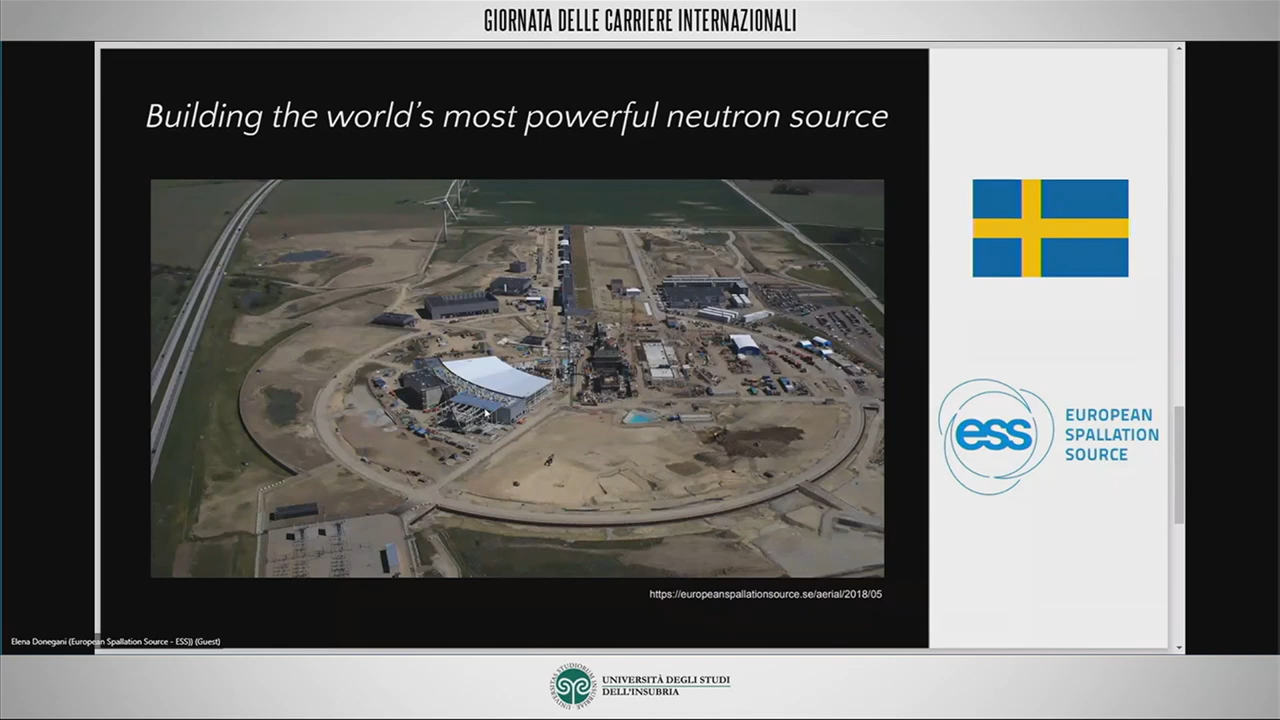 GIORNATA DELLE CARRIERE INTERNAZIONALI
Building the world's most powerful neutron source
ess
EUROPEAN
SPALLATION
SOURCE
https://europeanspallationsource.se/aerial/2018/05
Elena Donegani (European Spallation Source - ESS)) (Guest)
UNIVERSITÀ DEGLI STUDI
DELL'INSUBRIA